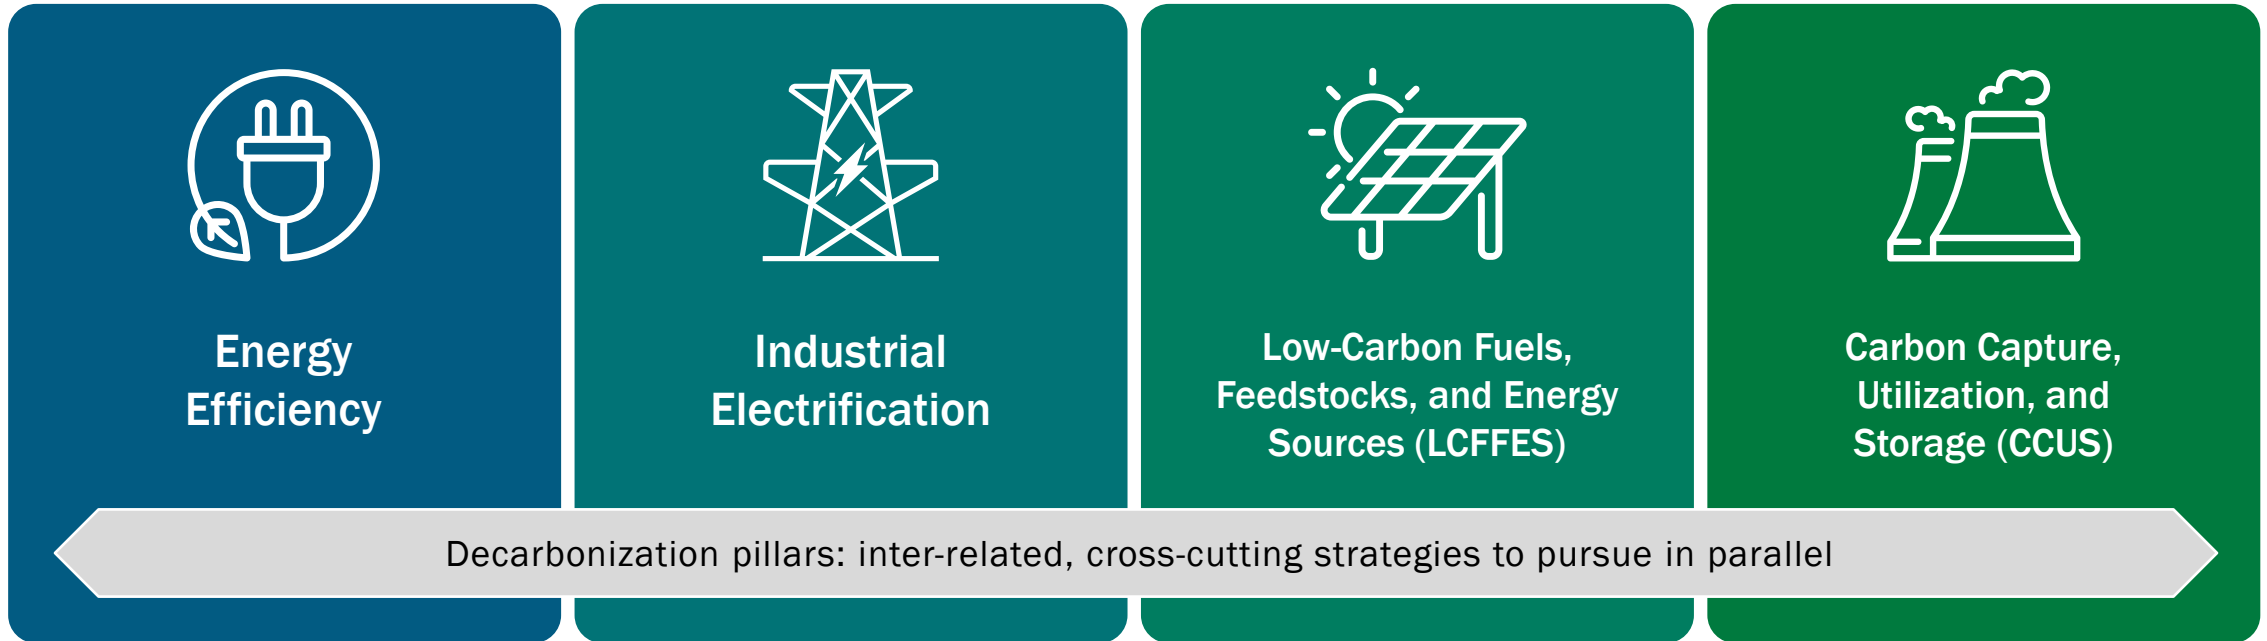 Energy
Efficiency
Industrial
Electrification
Low-Carbon Fuels,
Feedstocks, and Energy
Sources (LCFFES)
Carbon Capture,
Utilization, and
Storage (CCUS)
Decarbonization pillars: inter-related, cross-cutting strategies to pursue in parallel